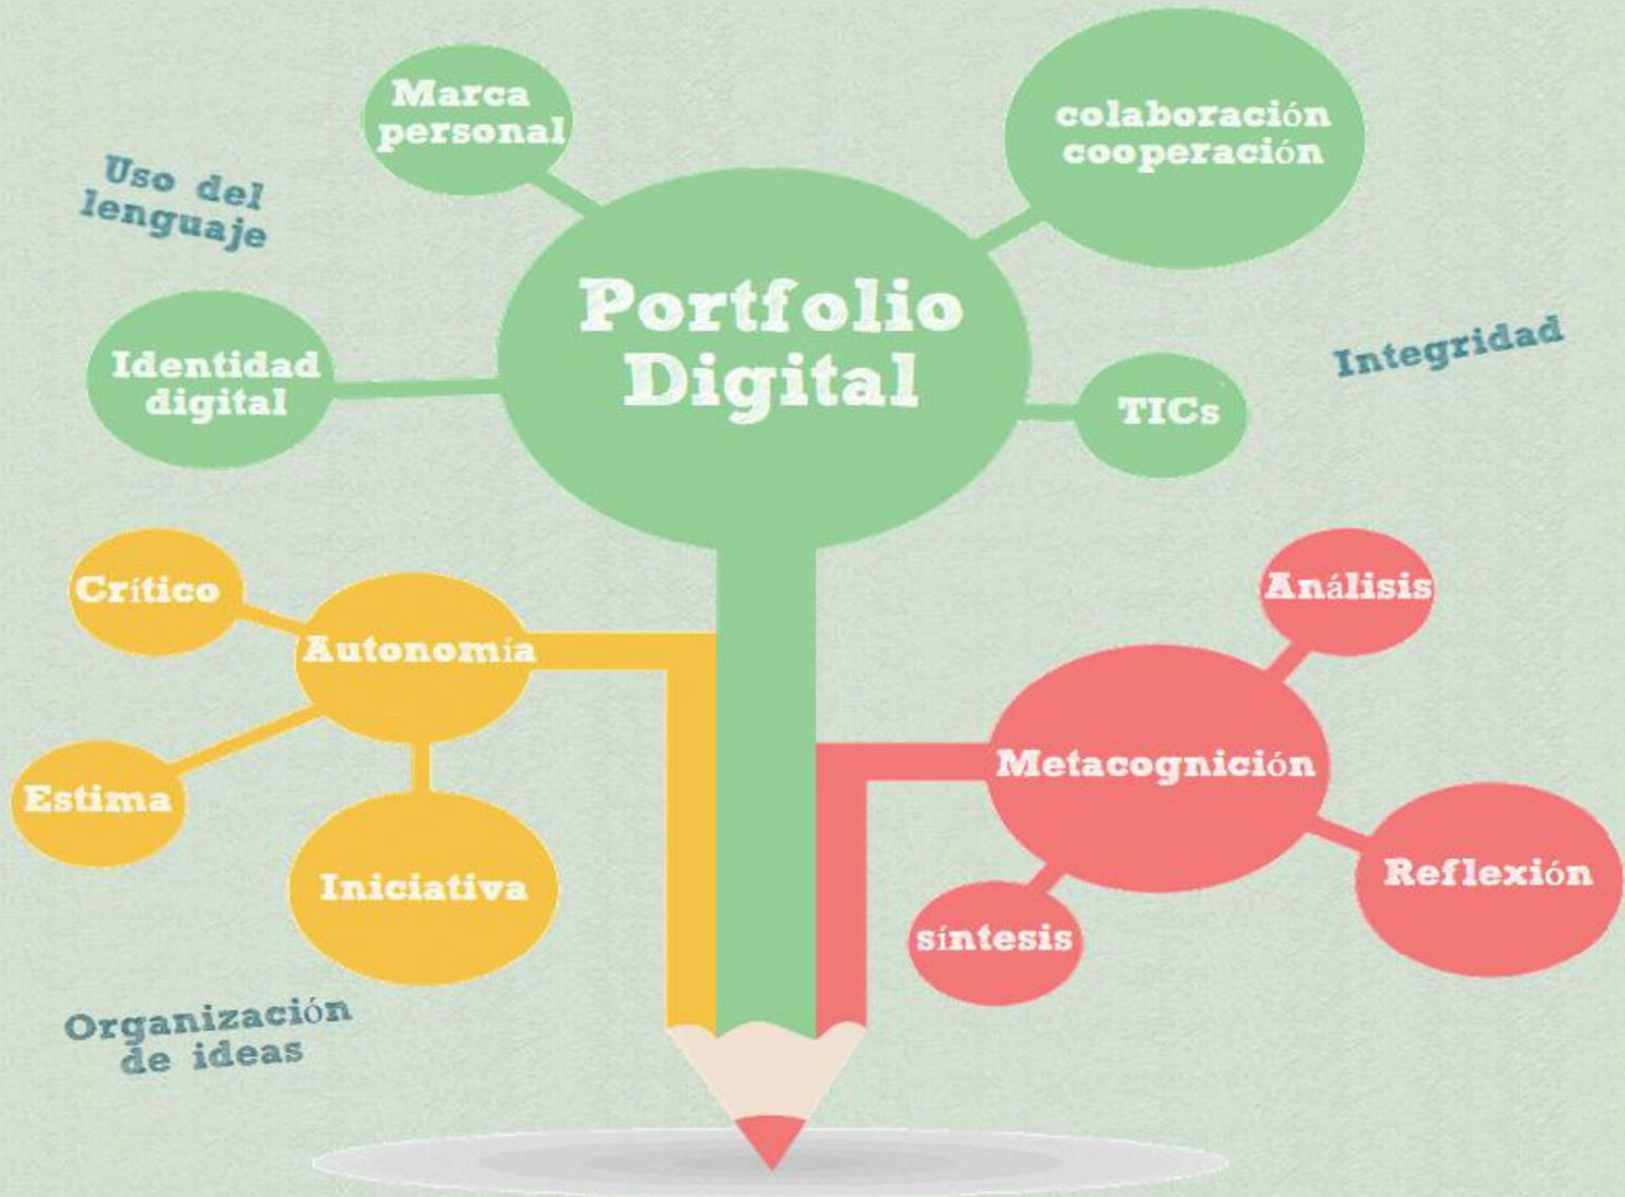 Marca
personal
colaboración
cooperación
Uso del
lenguaje
Portfolio
Digital
Integridad
Identidad
digital
TICs
Crítico
Autonomía
Análisis
Estima
Iniciativa
Metacognición
Reflexión
síntesis
Organización
de ideas